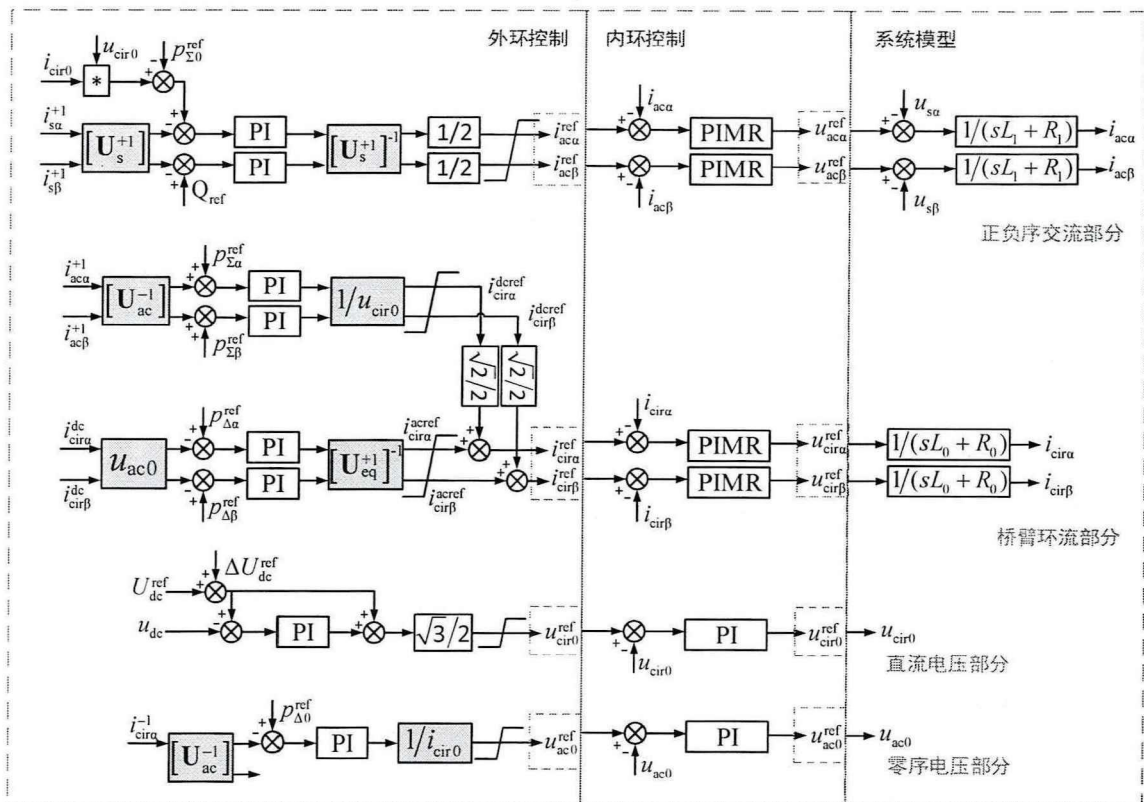 外环控制 内环控制 系统模型
u_cir0 p_Σ0^ref
i_cir0 * - +
i_acα u_sα
i_sα^{+1} [U_s^{+1}] - + PI [U_s^{+1}]^{-1} 1/2 i_acα^ref + - PIMR u_acα^ref + - 1/(sL_1+R_1) i_acα
i_sβ^{+1} - + PI 1/2 i_acβ^ref + - PIMR u_acβ^ref + - 1/(sL_1+R_1) i_acβ
Q_ref i_acβ u_sβ
正负序交流部分
p_Σα^ref
i_acα^{+1} [U_ac^{-1}] + + PI 1/u_cir0 i_cirα^dcref
i_acβ^{+1} + + PI i_cirβ^dcref
p_Σβ^ref
√2/2 √2/2
p_Δα^ref i_cirα
i_cirα^dc u_ac0 - + PI [U_eq^{+1}]^{-1} i_cirα^acref + + i_cirα^ref + - PIMR u_cirα^ref 1/(sL_0+R_0) i_cirα
i_cirβ^dc - + PI i_cirβ^acref + + i_cirβ^ref + - PIMR u_cirβ^ref 1/(sL_0+R_0) i_cirβ
p_Δβ^ref i_cirβ
桥臂环流部分
ΔU_dc^ref
U_dc^ref + +
u_dc - + PI + + √3/2 u_cir0^ref + - PI u_cir0^ref u_cir0
u_cir0 直流电压部分
p_Δ0^ref
i_cirα^{-1} [U_ac^{-1}] - + PI 1/i_cir0 u_ac0^ref + - PI u_ac0^ref u_ac0
u_ac0 零序电压部分